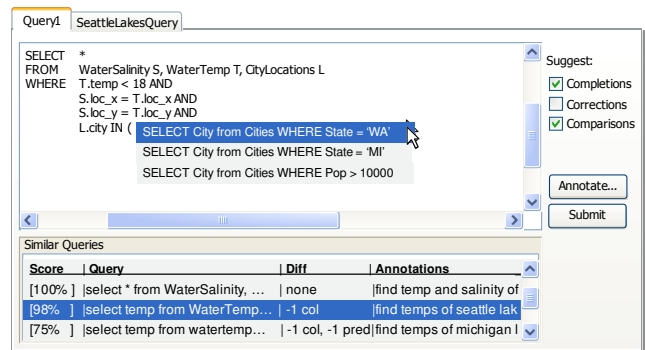 Query1 SeattleLakesQuery
SELECT *
FROM WaterSalinity S, WaterTemp T, CityLocations L
WHERE T.temp < 18 AND
S.loc_x = T.loc_x AND
S.loc_y = T.loc_y AND
L.city IN (
SELECT City from Cities WHERE State = ‘WA’
SELECT City from Cities WHERE State = ‘MI’
SELECT City from Cities WHERE Pop > 10000
Suggest:
Completions
Corrections
Comparisons
Annotate...
Submit
Similar Queries
Score | Query | Diff | Annotations
[100% ] |select * from WaterSalinity, … | none |find temp and salinity of
[98% ] |select temp from WaterTemp… | -1 col |find temps of seattle lak
[75% ] |select temp from watertemp… | -1 col, -1 pred|find temps of michigan l